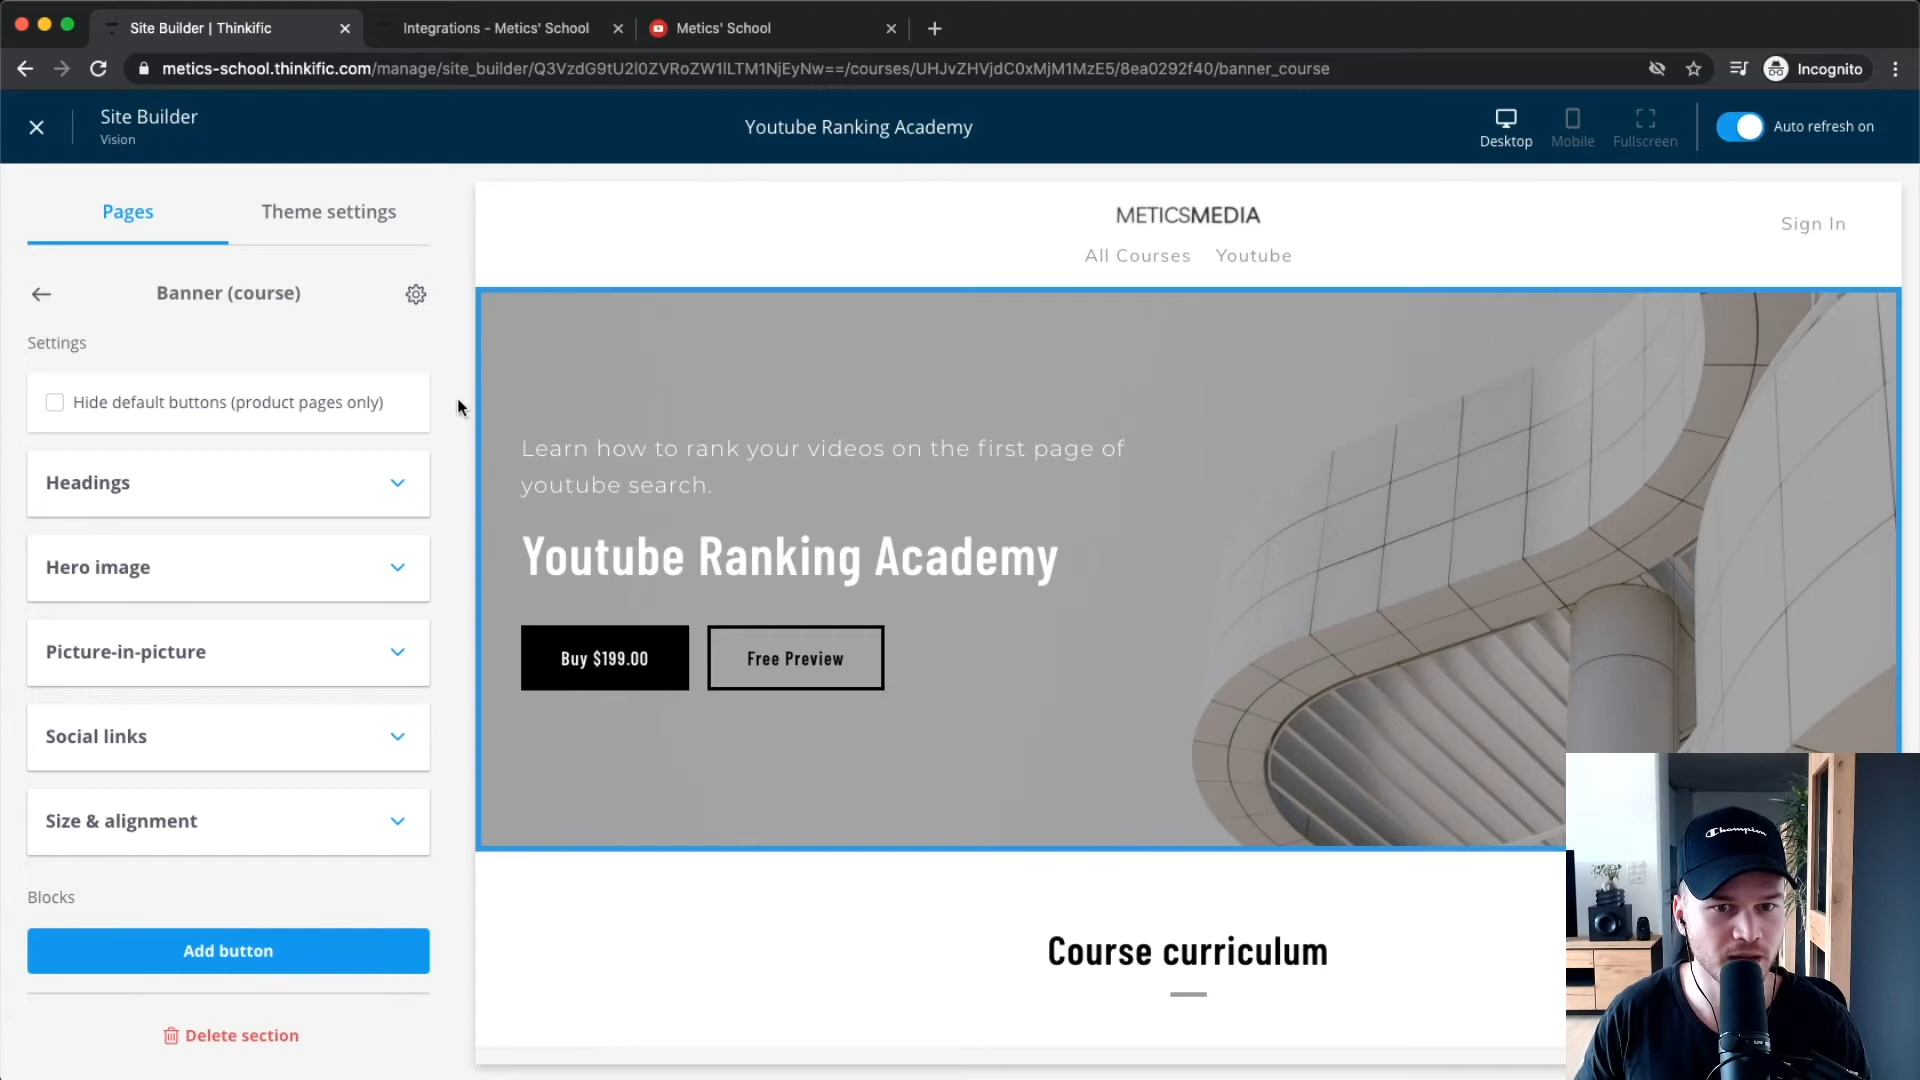 Site Builder | Thinkific
Integrations - Metics' School
Metics' School
metics-school.thinkific.com/manage/site_builder/Q3VzdG9tU2l0ZVRoZW1lLTM1NjEyNw==/courses/UHJvZHVjdC0xMjM1MzE5/8ea0292f40/banner_course
Incognito
Site Builder
Vision
Youtube Ranking Academy
Desktop
Mobile
Fullscreen
Auto refresh on
Pages
Theme settings
Banner (course)
Settings
Hide default buttons (product pages only)
Headings
Hero image
Picture-in-picture
Social links
Size & alignment
Blocks
Add button
Delete section
METICSMEDIA
Sign In
All Courses
Youtube
Learn how to rank your videos on the first page of
youtube search.
Youtube Ranking Academy
Buy $199.00
Free Preview
Course curriculum
Champion